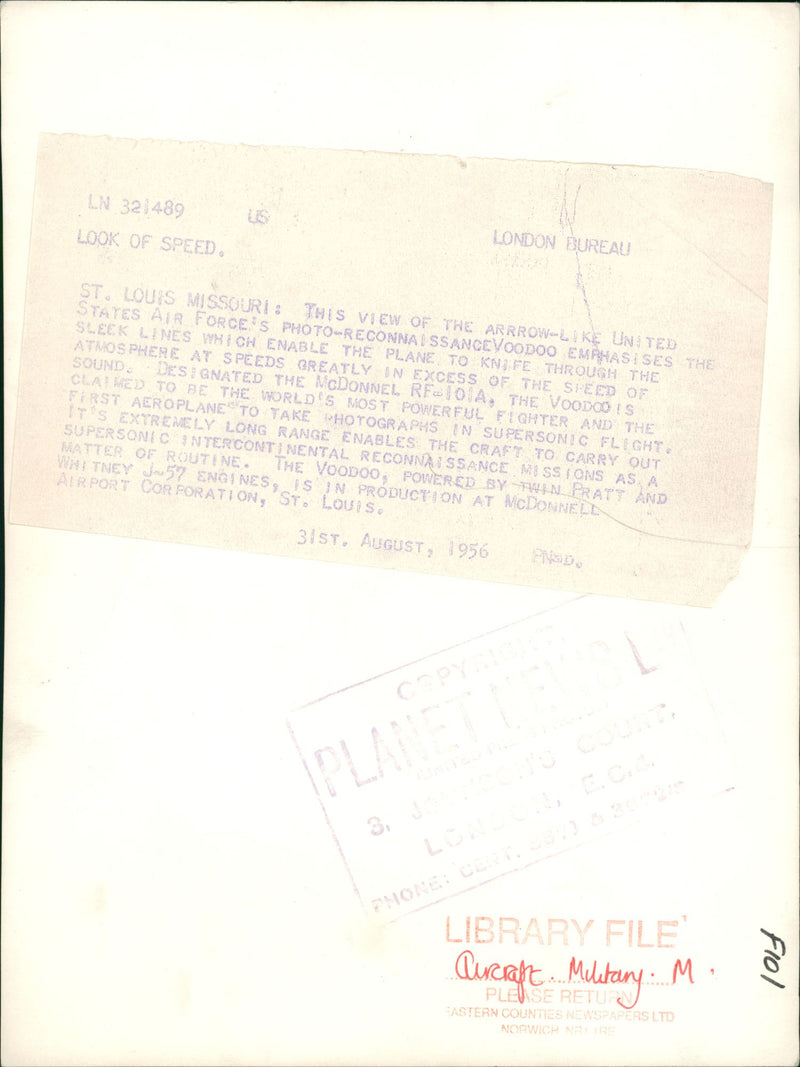 LN 321489 US
LOOK OF SPEED. LONDON BUREAU
ST. LOUIS MISSOURI: THIS VIEW OF THE ARRROW-LIKE UNITED
STATES AIR FORCE'S PHOTO-RECONNAISSANCEVOODOO EMPHASISES THE
SLEEK LINES WHICH ENABLE THE PLANE TO KNIFE THROUGH THE
ATMOSPHERE AT SPEEDS GREATLY IN EXCESS OF THE SPEED OF
SOUND. DESIGNATED THE MCDONNEL RF-101A, THE VOODOO IS
CLAIMED TO BE THE WORLD'S MOST POWERFUL FIGHTER AND THE
FIRST AEROPLANE TO TAKE PHOTOGRAPHS IN SUPERSONIC FLIGHT.
IT'S EXTREMELY LONG RANGE ENABLES THE CRAFT TO CARRY OUT
SUPERSONIC INTERCONTINENTAL RECONNAISSANCE MISSIONS AS A
MATTER OF ROUTINE. THE VOODOO, POWERED BY TWIN PRATT AND
WHITNEY J-57 ENGINES, IS IN PRODUCTION AT MCDONNELL
AIRPORT CORPORATION, ST. LOUIS.
31ST. AUGUST, 1956 PN
COPYRIGHT.
PLANET NEWS L
3, JOHNSON'S COURT,
LONDON, E.C.4.
PHONE: CENT.
LIBRARY FILE
Aircraft. Military. M.
PLEASE RETURN
EASTERN COUNTIES NEWSPAPERS LTD
NORWICH NR1 1RE
F101